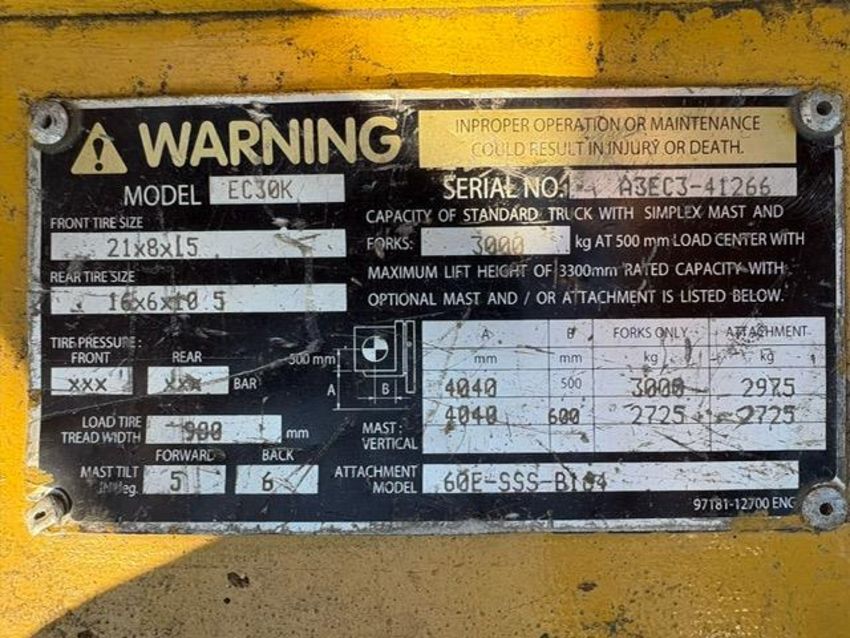 WARNING
INPROPER OPERATION OR MAINTENANCE
COULD RESULT IN INJURY OR DEATH.
MODEL EC30K
SERIAL NO. A3EC3-41266
FRONT TIRE SIZE
21x8x15
REAR TIRE SIZE
16x6x10 5
TIRE PRESSURE :
FRONT REAR
xxx xxx BAR
LOAD TIRE
TREAD WIDTH 900 mm
FORWARD BACK
MAST TILT
IN deg. 5 6
CAPACITY OF STANDARD TRUCK WITH SIMPLEX MAST AND
FORKS: 3000 kg AT 500 mm LOAD CENTER WITH
MAXIMUM LIFT HEIGHT OF 3300mm RATED CAPACITY WITH
OPTIONAL MAST AND / OR ATTACHMENT IS LISTED BELOW.
300 mm
A
B
MAST :
VERTICAL
A B FORKS ONLY ATTACHMENT
mm mm kg kg
4040 500 3000 2975
4040 600 2725 2725
ATTACHMENT
MODEL 60E-SSS-B184
97181-12700 ENG